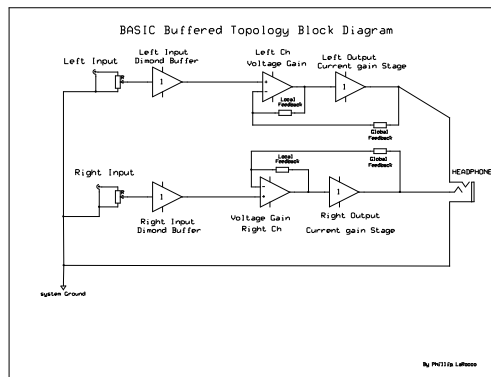 BASIC Buffered Topology Block Diagram
Left Input
Left Input
Dimond Buffer
1
Left Ch
Voltage Gain
+
-
Local
Feedback
Left Output
Current gain Stage
1
Global
Feedback
Right Input
1
Right Input
Dimond Buffer
Local
Feedback
-
+
Voltage Gain
Right Ch
Global
Feedback
1
Right Output
Current gain Stage
HEADPHONE
system Ground
By Phillip LaRocco